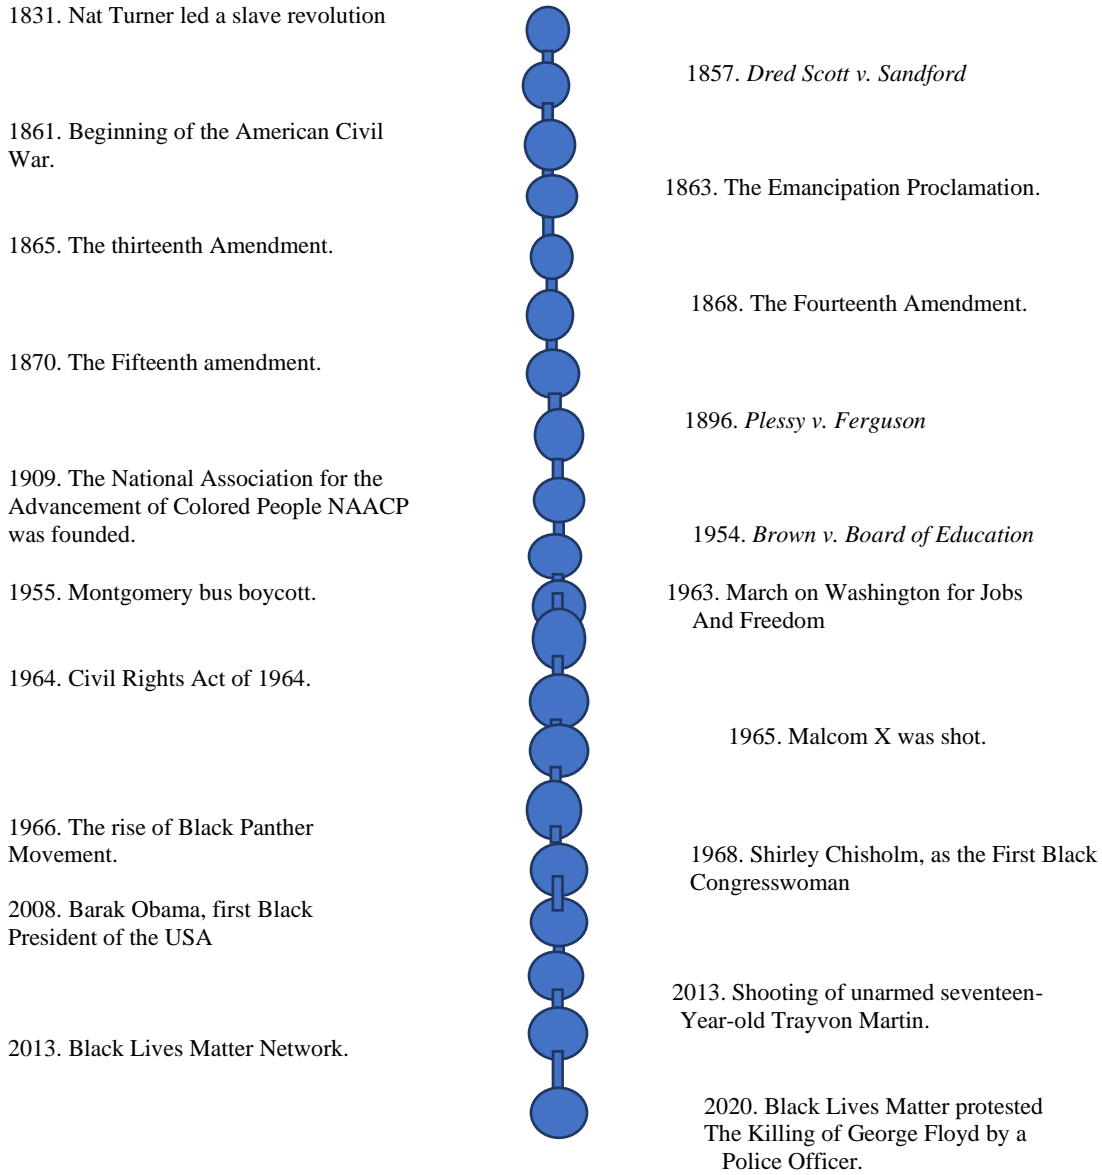 1831. Nat Turner led a slave revolution
1857. Dred Scott v. Sandford
1861. Beginning of the American Civil
War.
1863. The Emancipation Proclamation.
1865. The thirteenth Amendment.
1868. The Fourteenth Amendment.
1870. The Fifteenth amendment.
1896. Plessy v. Ferguson
1909. The National Association for the
Advancement of Colored People NAACP
was founded.
1954. Brown v. Board of Education
1955. Montgomery bus boycott.
1963. March on Washington for Jobs
And Freedom
1964. Civil Rights Act of 1964.
1965. Malcom X was shot.
1966. The rise of Black Panther
Movement.
1968. Shirley Chisholm, as the First Black
Congresswoman
2008. Barak Obama, first Black
President of the USA
2013. Shooting of unarmed seventeen-
Year-old Trayvon Martin.
2013. Black Lives Matter Network.
2020. Black Lives Matter protested
The Killing of George Floyd by a
Police Officer.